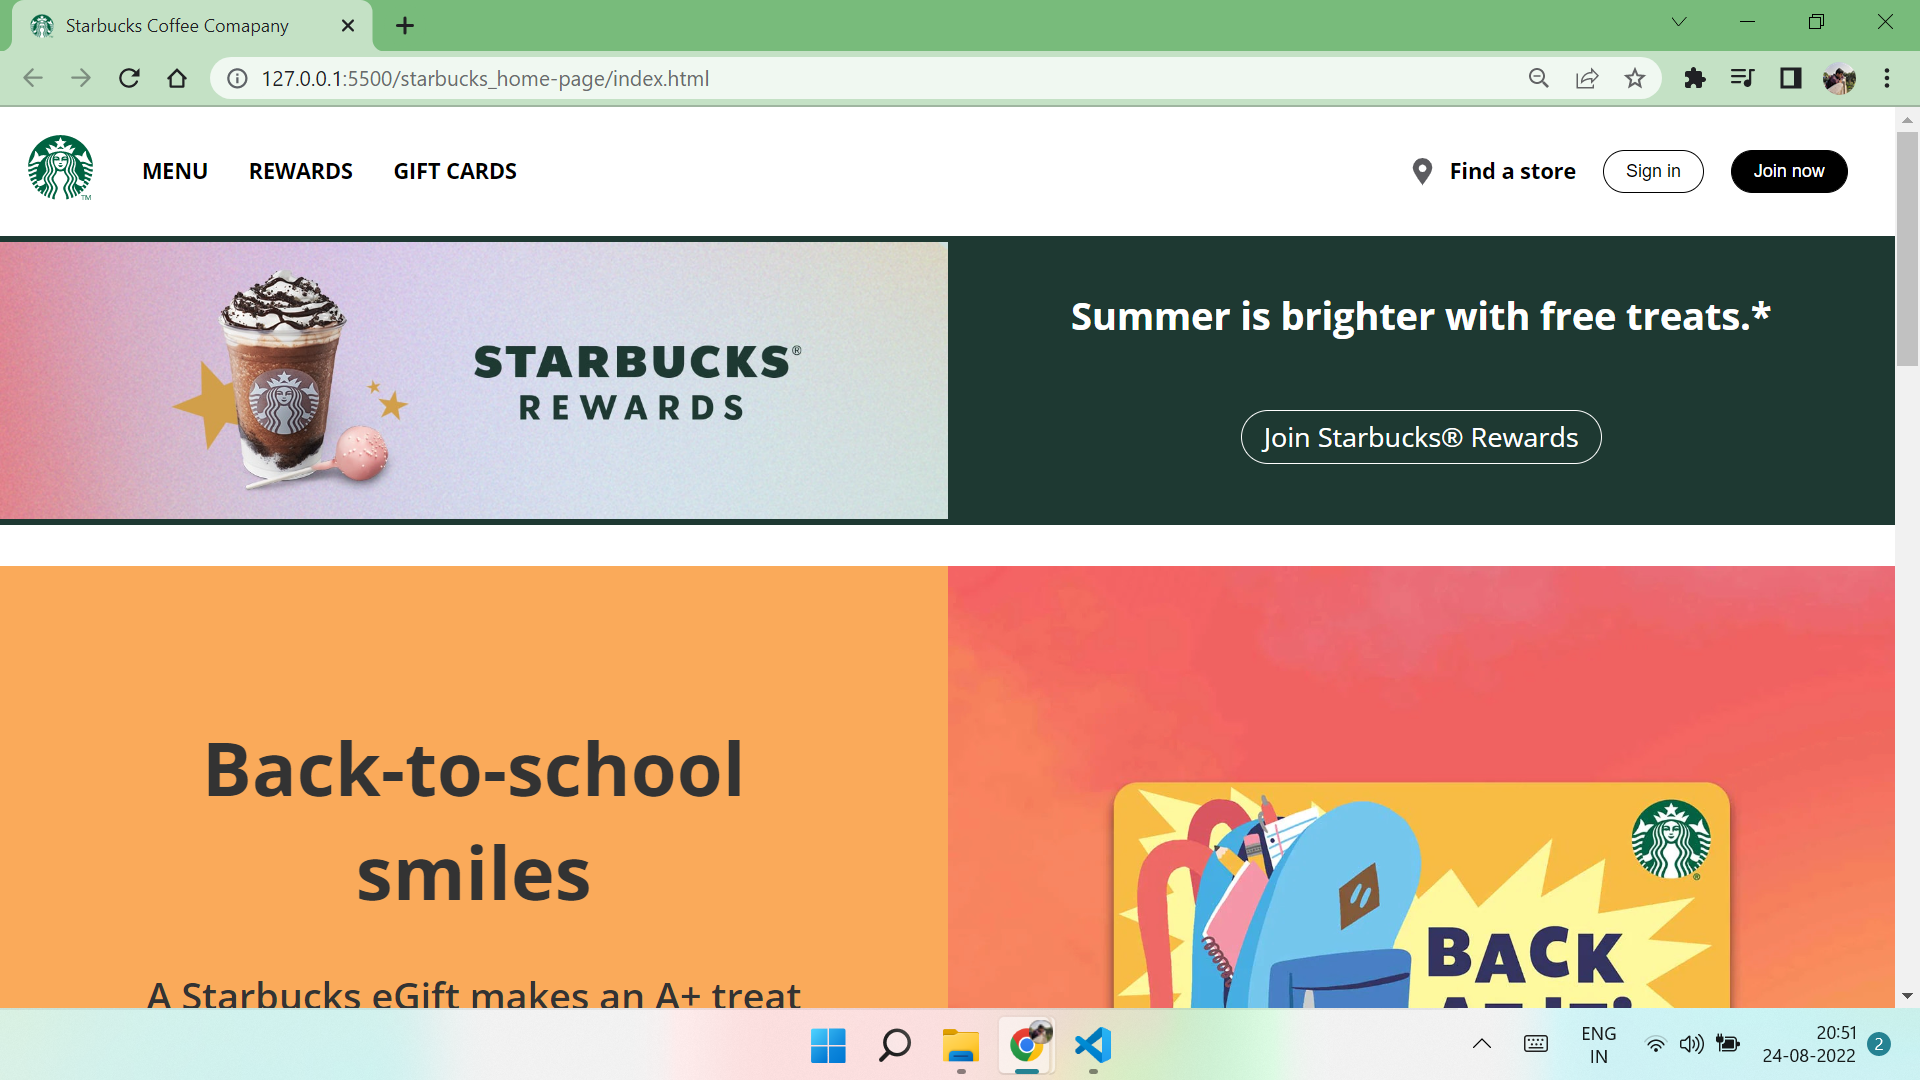 Starbucks Coffee Comapany
127.0.0.1:5500/starbucks_home-page/index.html
MENU
REWARDS
GIFT CARDS
Find a store
Sign in
Join now
TM
STARBUCKS®
REWARDS
Summer is brighter with free treats.*
Join Starbucks® Rewards
Back-to-school
smiles
A Starbucks eGift makes an A+ treat
BACK
ENG
IN
20:51
24-08-2022
2